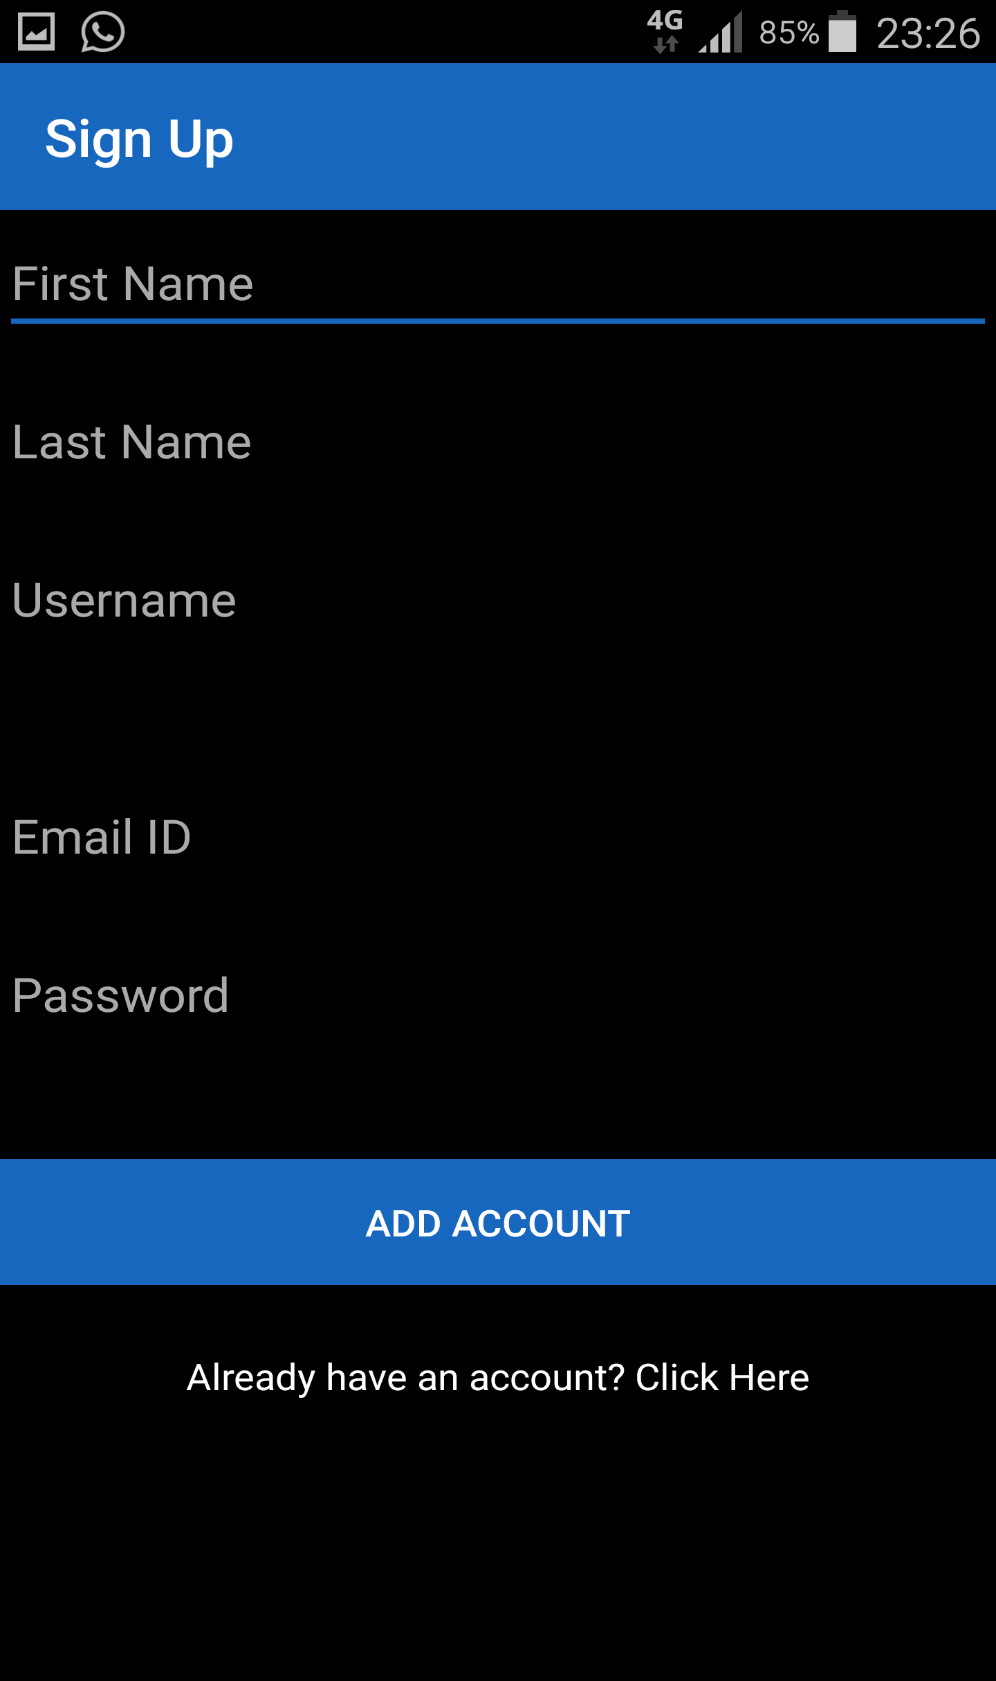 4G 85% 23:26
Sign Up
First Name
Last Name
Username
Email ID
Password
ADD ACCOUNT
Already have an account? Click Here